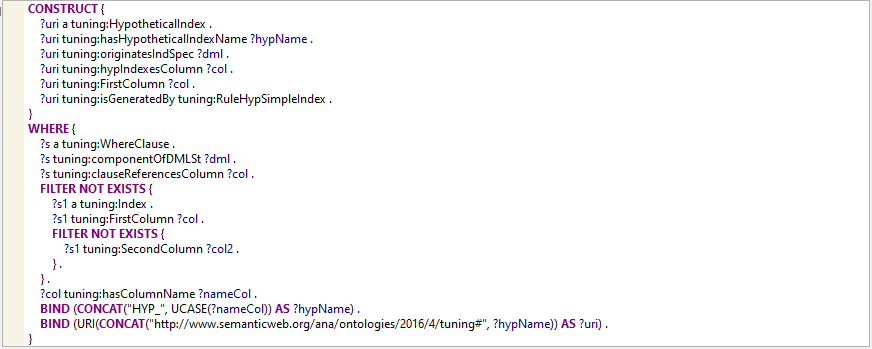 CONSTRUCT {
?uri a tuning:HypotheticalIndex .
?uri tuning:hasHypotheticalIndexName ?hypName .
?uri tuning:originatesIndSpec ?dml .
?uri tuning:hypIndexesColumn ?col .
?uri tuning:FirstColumn ?col .
?uri tuning:isGeneratedBy tuning:RuleHypSimpleIndex .
}
WHERE {
?s a tuning:WhereClause .
?s tuning:componentOfDMLSt ?dml .
?s tuning:clauseReferencesColumn ?col .
FILTER NOT EXISTS {
?s1 a tuning:Index .
?s1 tuning:FirstColumn ?col .
FILTER NOT EXISTS {
?s1 tuning:SecondColumn ?col2 .
} .
} .
?col tuning:hasColumnName ?nameCol .
BIND (CONCAT("HYP_", UCASE(?nameCol)) AS ?hypName) .
BIND (URI(CONCAT("http://www.semanticweb.org/ana/ontologies/2016/4/tuning#", ?hypName)) AS ?uri) .
}